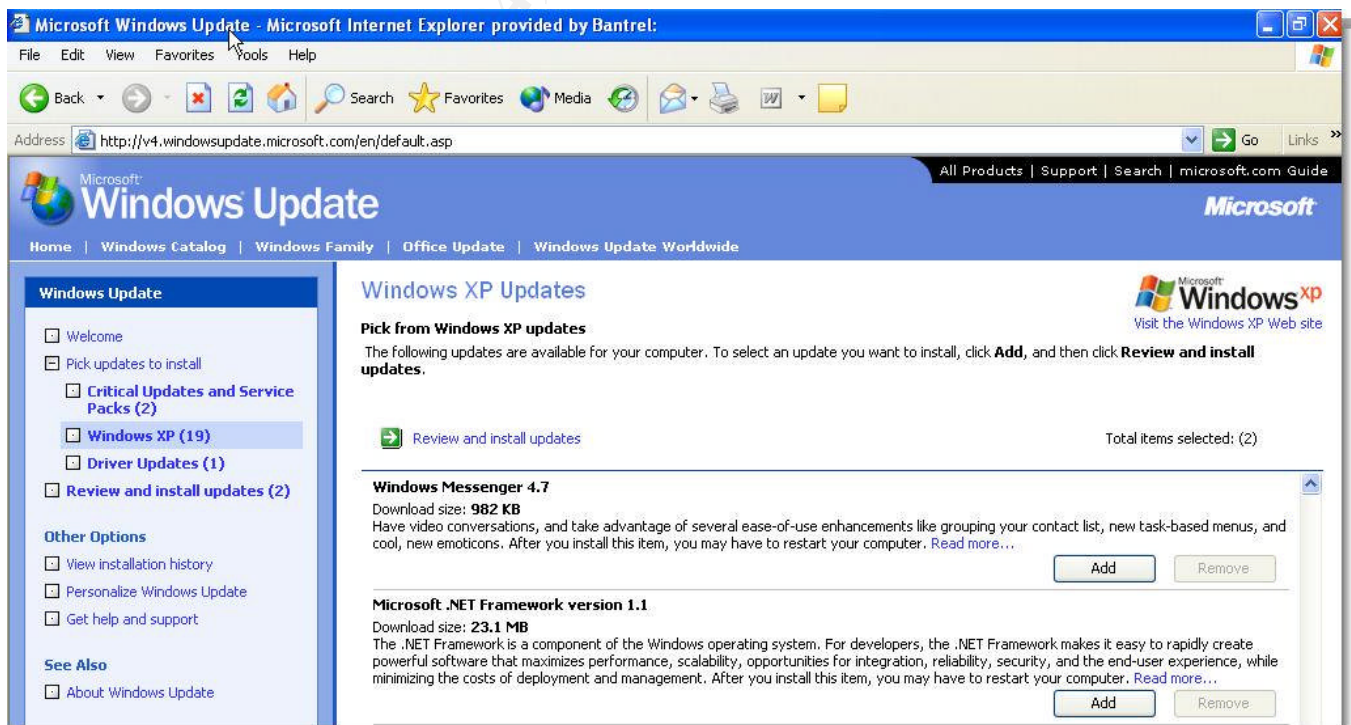 Microsoft Windows Update - Microsoft Internet Explorer provided by Bantrel:
File Edit View Favorites Tools Help
Back Search Favorites Media
Address http://v4.windowsupdate.microsoft.com/en/default.asp Go Links »
All Products | Support | Search | microsoft.com Guide
Microsoft
Windows Update
Microsoft
Home | Windows Catalog | Windows Family | Office Update | Windows Update Worldwide
Windows Update
Welcome
Pick updates to install
Critical Updates and Service
Packs (2)
Windows XP (19)
Driver Updates (1)
Review and install updates (2)
Other Options
View installation history
Personalize Windows Update
Get help and support
See Also
About Windows Update
Windows XP Updates
Microsoft
Windows xp
Visit the Windows XP Web site
Pick from Windows XP updates
The following updates are available for your computer. To select an update you want to install, click Add, and then click Review and install
updates.
Review and install updates
Total items selected: (2)
Windows Messenger 4.7
Download size: 982 KB
Have video conversations, and take advantage of several ease-of-use enhancements like grouping your contact list, new task-based menus, and
cool, new emoticons. After you install this item, you may have to restart your computer. Read more...
Add Remove
Microsoft .NET Framework version 1.1
Download size: 23.1 MB
The .NET Framework is a component of the Windows operating system. For developers, the .NET Framework makes it easy to rapidly create
powerful software that maximizes performance, scalability, opportunities for integration, reliability, security, and the end-user experience, while
minimizing the costs of deployment and management. After you install this item, you may have to restart your computer. Read more...
Add Remove